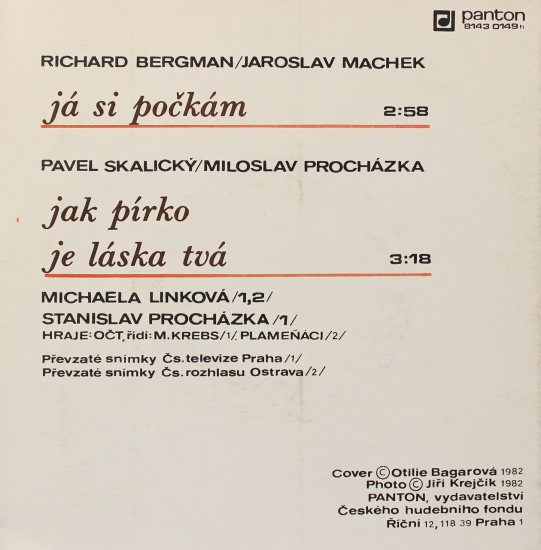 panton
8143 0149h
RICHARD BERGMAN/JAROSLAV MACHEK
já si počkám 2:58
PAVEL SKALICKÝ/MILOSLAV PROCHÁZKA
jak pírko
je láska tvá 3:18
MICHAELA LINKOVÁ/1,2/
STANISLAV PROCHÁZKA/1/
HRAJE: OČT, řídí: M.KREBS/1/, PLAMEŇÁCI/2/
Převzaté snímky Čs. televize Praha/1/
Převzaté snímky Čs. rozhlasu Ostrava/2/
Cover © Otilie Bagarová 1982
Photo © Jiří Krejčík 1982
PANTON, vydavatelství
Českého hudebního fondu
Říční 12, 118 39 Praha 1